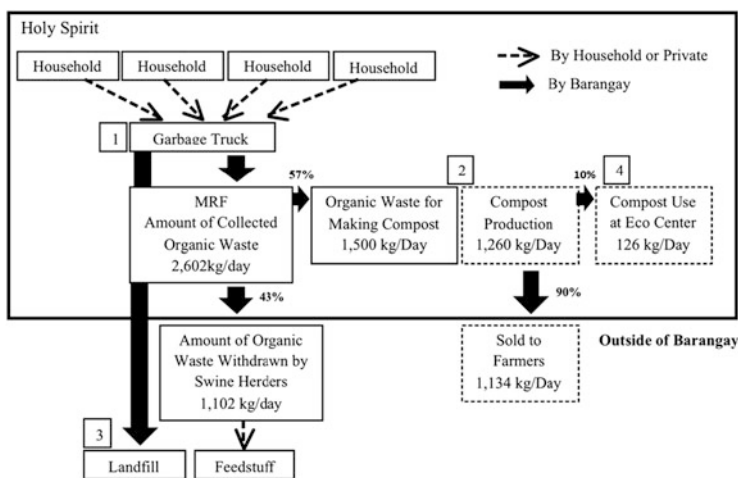 Holy Spirit
Household
Household
Household
Household
By Household or Private
By Barangay
1
Garbage Truck
MRF
Amount of Collected
Organic Waste
2,602kg/day
57%
Organic Waste for
Making Compost
1,500 kg/Day
2
Compost
Production
1,260 kg/Day
10%
4
Compost Use
at Eco Center
126 kg/Day
43%
90%
Amount of Organic
Waste Withdrawn by
Swine Herders
1,102 kg/day
Sold to
Farmers
1,134 kg/Day
Outside of Barangay
3
Landfill
Feedstuff